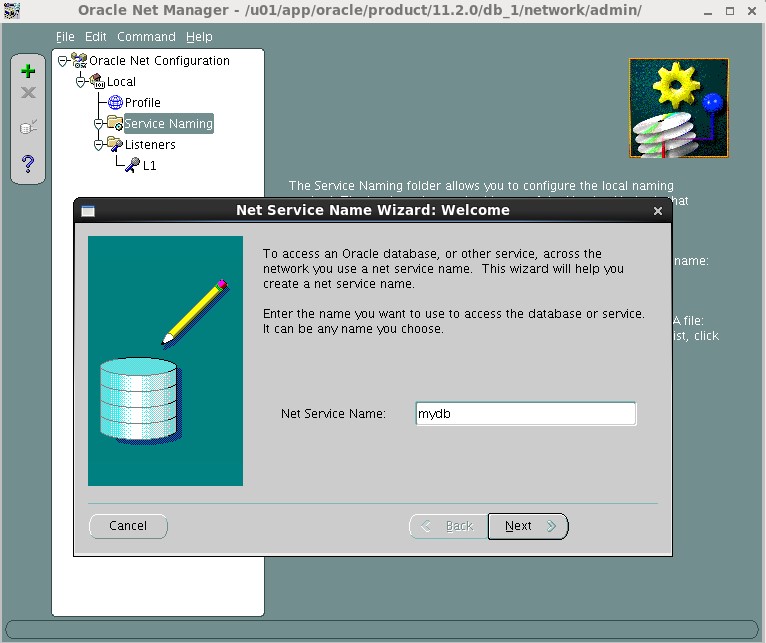 Oracle Net Manager - /u01/app/oracle/product/11.2.0/db_1/network/admin/
File Edit Command Help
Oracle Net Configuration
Local
Profile
Service Naming
Listeners
L1
The Service Naming folder allows you to configure the local naming
hat
name:
A file:
ist, click
Net Service Name Wizard: Welcome
To access an Oracle database, or other service, across the
network you use a net service name. This wizard will help you
create a net service name.
Enter the name you want to use to access the database or service.
It can be any name you choose.
Net Service Name: mydb
Cancel Back Next